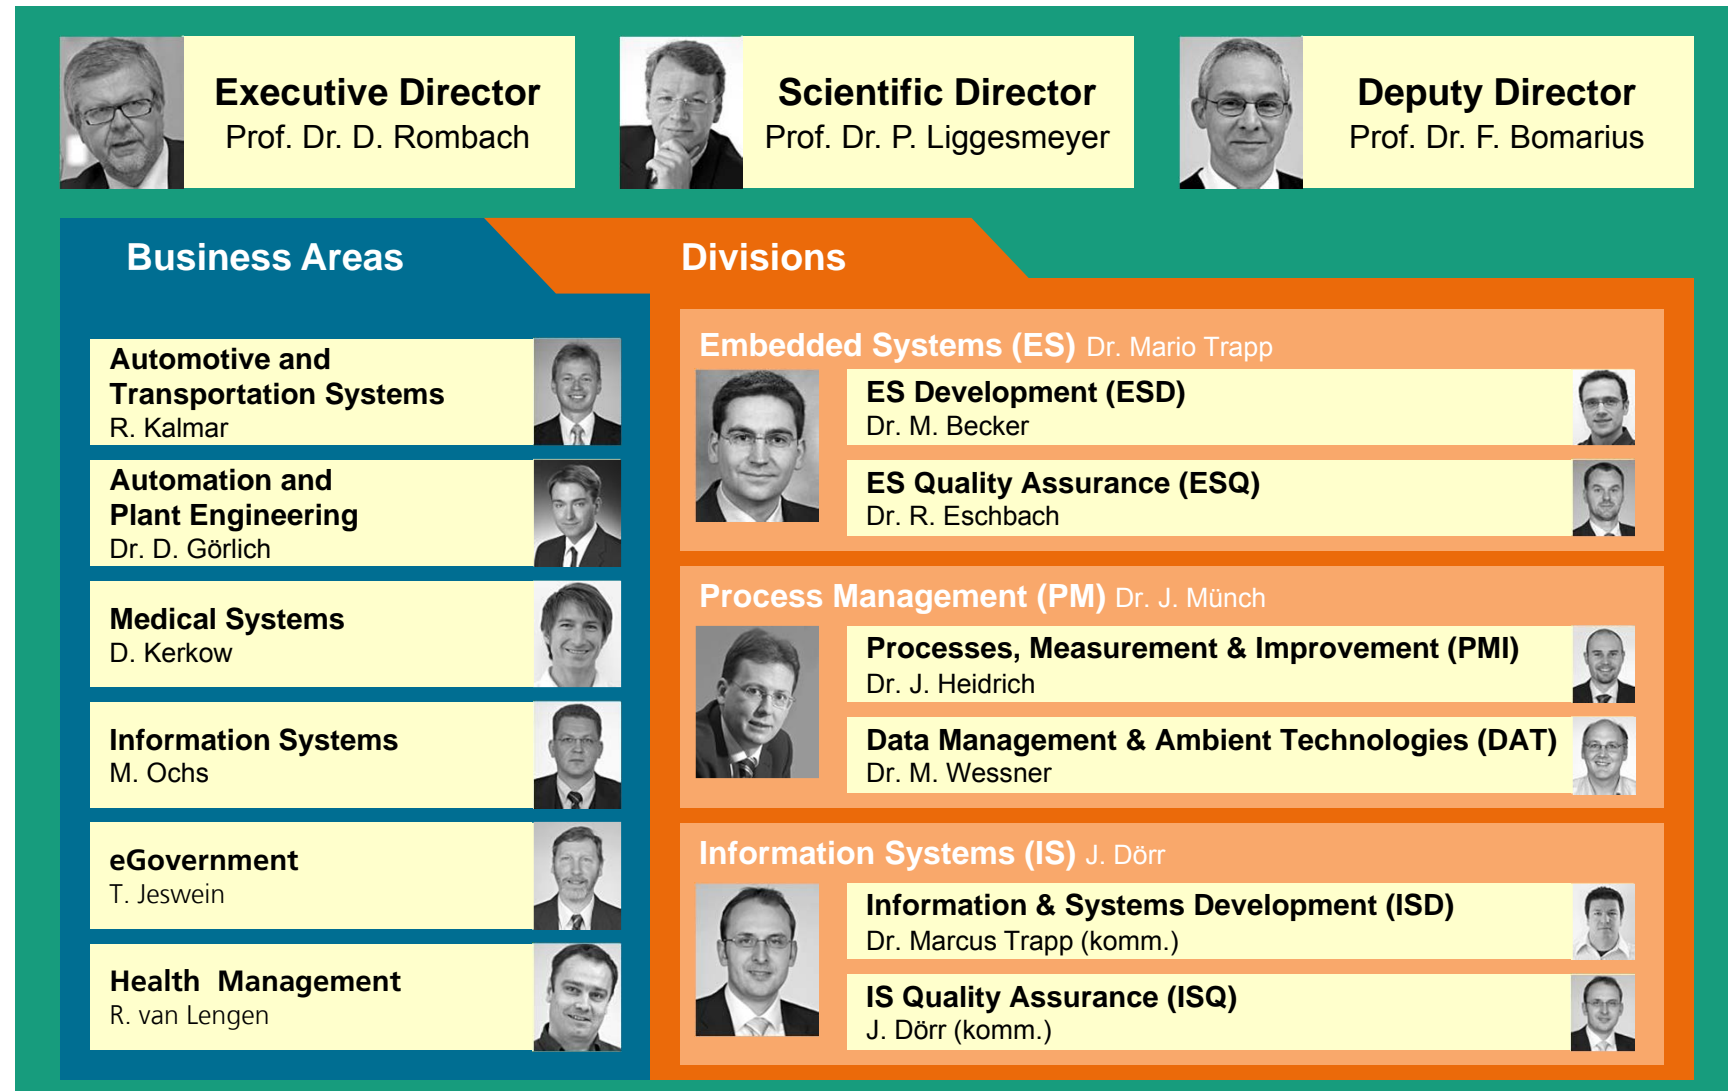 Executive Director
Prof. Dr. D. Rombach
Scientific Director
Prof. Dr. P. Liggesmeyer
Deputy Director
Prof. Dr. F. Bomarius
Business Areas
Automotive and
Transportation Systems
R. Kalmar
Automation and
Plant Engineering
Dr. D. Görlich
Medical Systems
D. Kerkow
Information Systems
M. Ochs
eGovernment
T. Jeswein
Health Management
R. van Lengen
Divisions
Embedded Systems (ES) Dr. Mario Trapp
ES Development (ESD)
Dr. M. Becker
ES Quality Assurance (ESQ)
Dr. R. Eschbach
Process Management (PM) Dr. J. Münch
Processes, Measurement & Improvement (PMI)
Dr. J. Heidrich
Data Management & Ambient Technologies (DAT)
Dr. M. Wessner
Information Systems (IS) J. Dörr
Information & Systems Development (ISD)
Dr. Marcus Trapp (komm.)
IS Quality Assurance (ISQ)
J. Dörr (komm.)